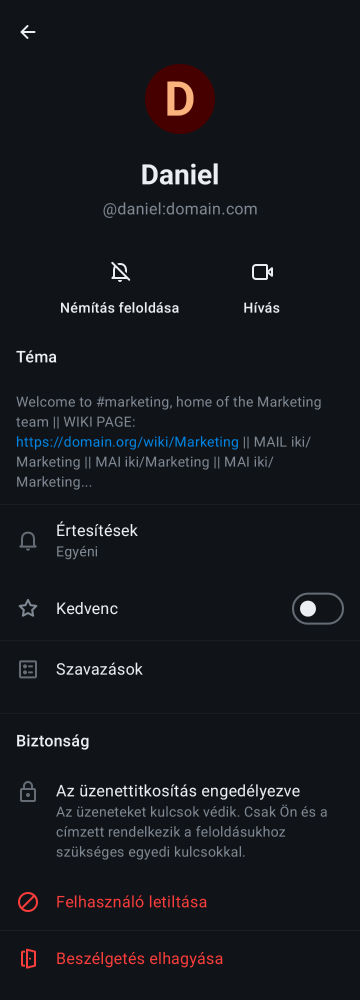 D
Daniel
@daniel:domain.com
Némítás feloldása
Hívás
Téma
Welcome to #marketing, home of the Marketing
team || WIKI PAGE:
https://domain.org/wiki/Marketing || MAIL iki/
Marketing || MAI iki/Marketing || MAI iki/
Marketing...
Értesítések
Egyéni
Kedvenc
Szavazások
Biztonság
Az üzenettitkosítás engedélyezve
Az üzeneteket kulcsok védik. Csak Ön és a
címzett rendelkezik a feloldásukhoz
szükséges egyedi kulcsokkal.
Felhasználó letiltása
Beszélgetés elhagyása